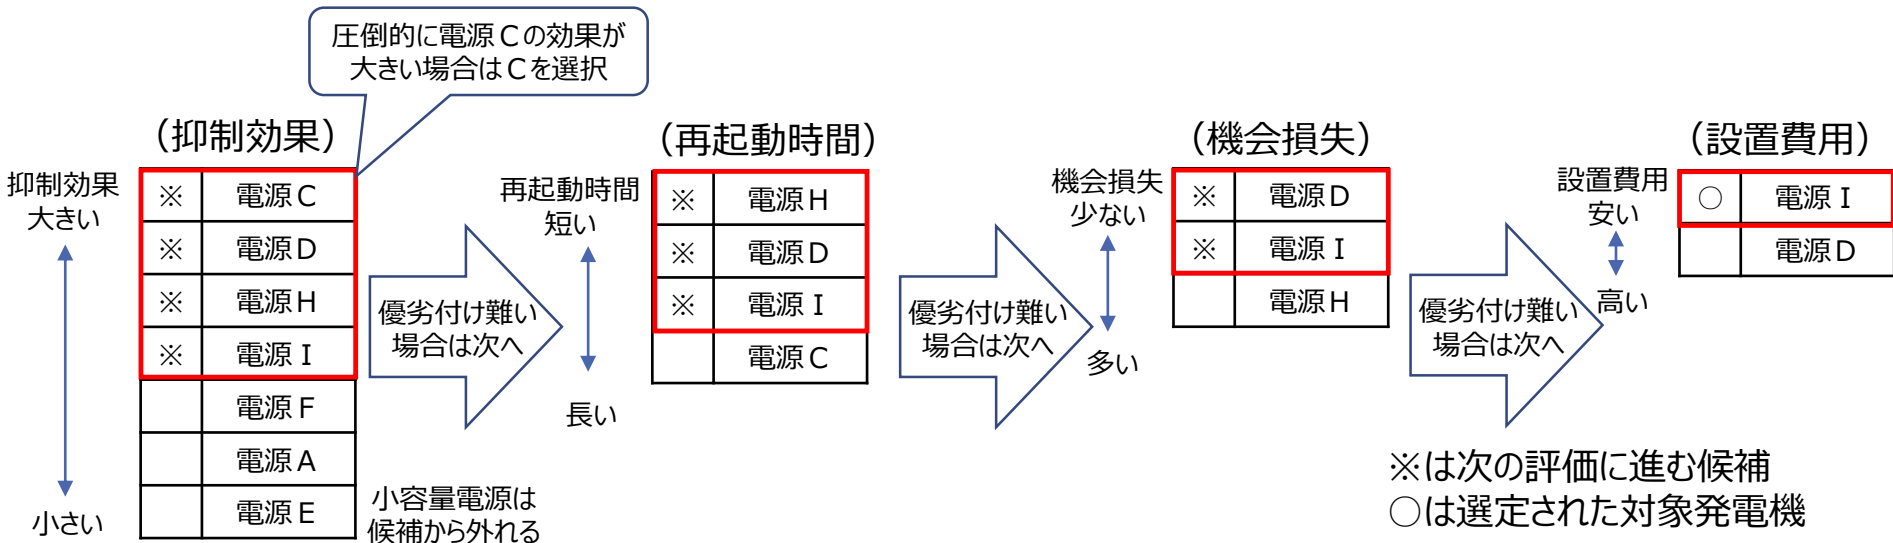 圧倒的に電源Cの効果が
大きい場合はCを選択
（抑制効果）
抑制効果
大きい
小さい
※ 電源C
※ 電源D
※ 電源H
※ 電源I
電源F
電源A
電源E
小容量電源は
候補から外れる
優劣付け難い
場合は次へ
（再起動時間）
再起動時間
短い
長い
※ 電源H
※ 電源D
※ 電源I
電源C
優劣付け難い
場合は次へ
（機会損失）
機会損失
少ない
多い
※ 電源D
※ 電源I
電源H
優劣付け難い
場合は次へ
（設置費用）
設置費用
安い
高い
○ 電源I
電源D
※は次の評価に進む候補
○は選定された対象発電機